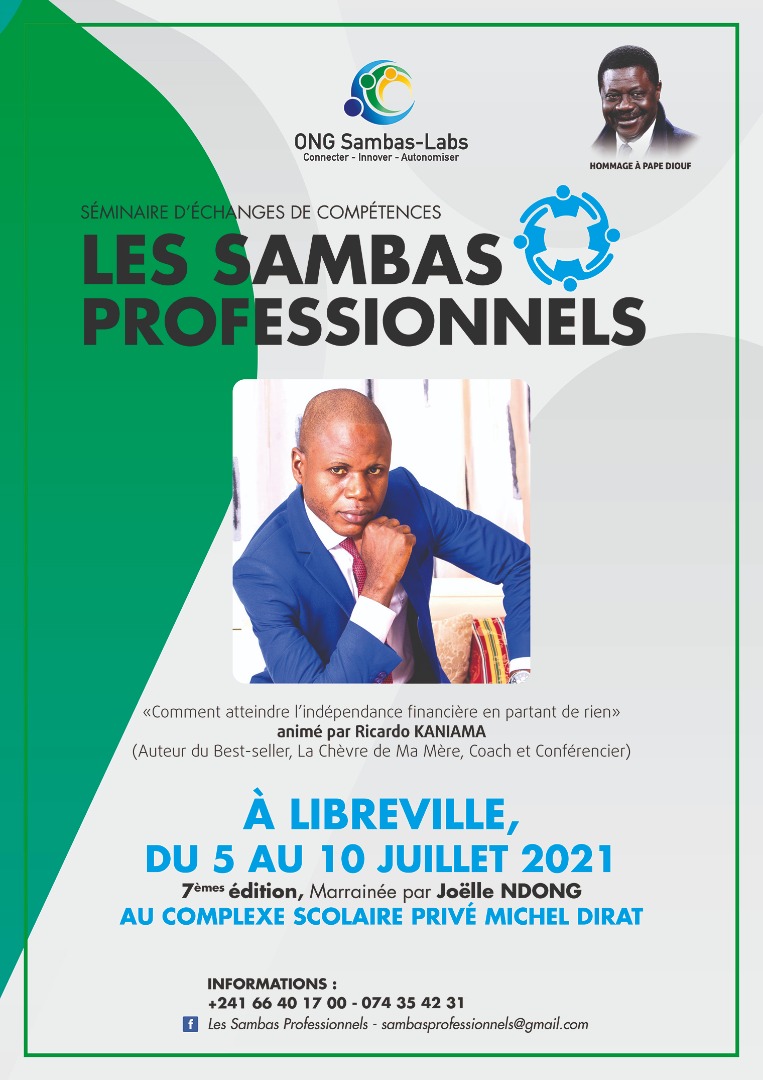 ONG Sambas-Labs
Connecter - Innover - Autonomiser
HOMMAGE À PAPE DIOUF
SÉMINAIRE D'ÉCHANGES DE COMPÉTENCES
LES SAMBAS
PROFESSIONNELS
«Comment atteindre l'indépendance financière en partant de rien»
animé par Ricardo KANIAMA
(Auteur du Best-seller, La Chèvre de Ma Mère, Coach et Conférencier)
À LIBREVILLE,
DU 5 AU 10 JUILLET 2021
7èmes édition, Marrainée par Joëlle NDONG
AU COMPLEXE SCOLAIRE PRIVÉ MICHEL DIRAT
INFORMATIONS :
+241 66 40 17 00 - 074 35 42 31
f Les Sambas Professionnels - sambasprofessionnels@gmail.com